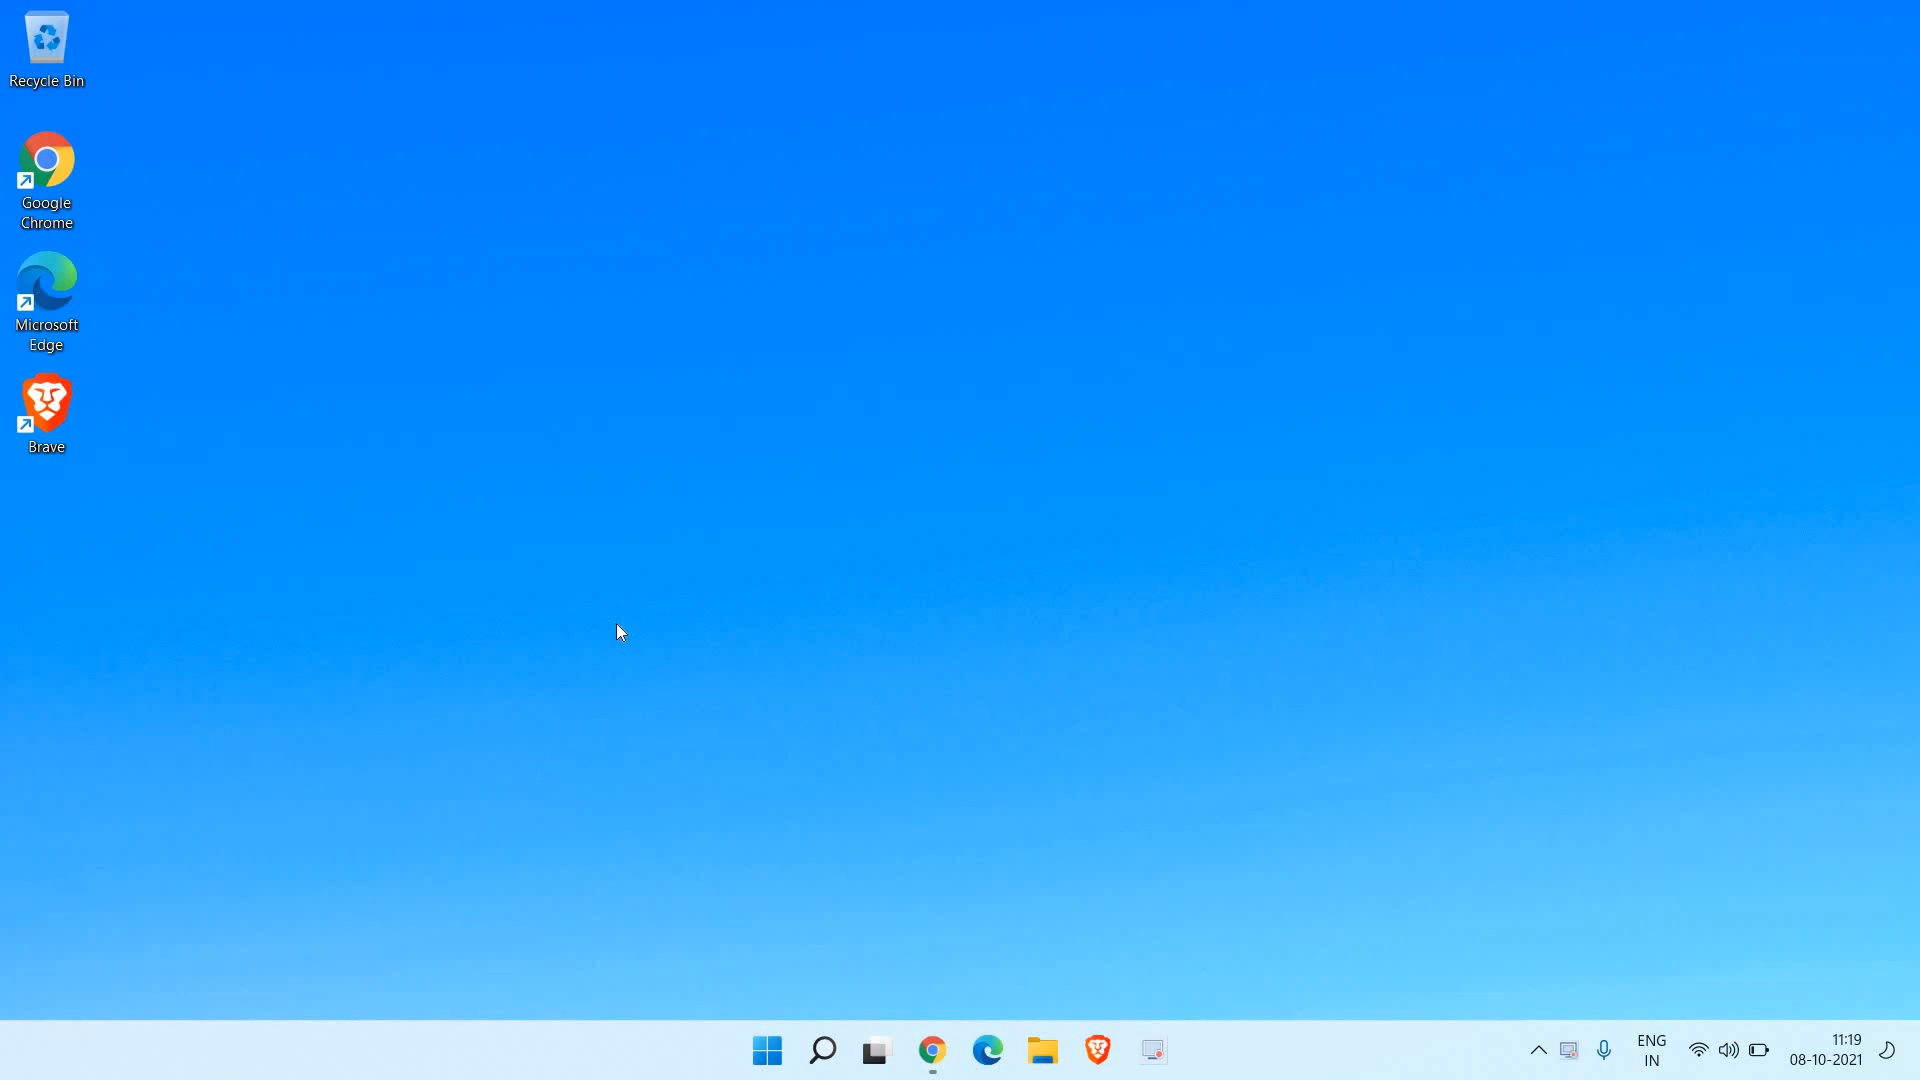 Recycle Bin
Google
Chrome
Microsoft
Edge
Brave
ENG
IN
11:19
08-10-2021